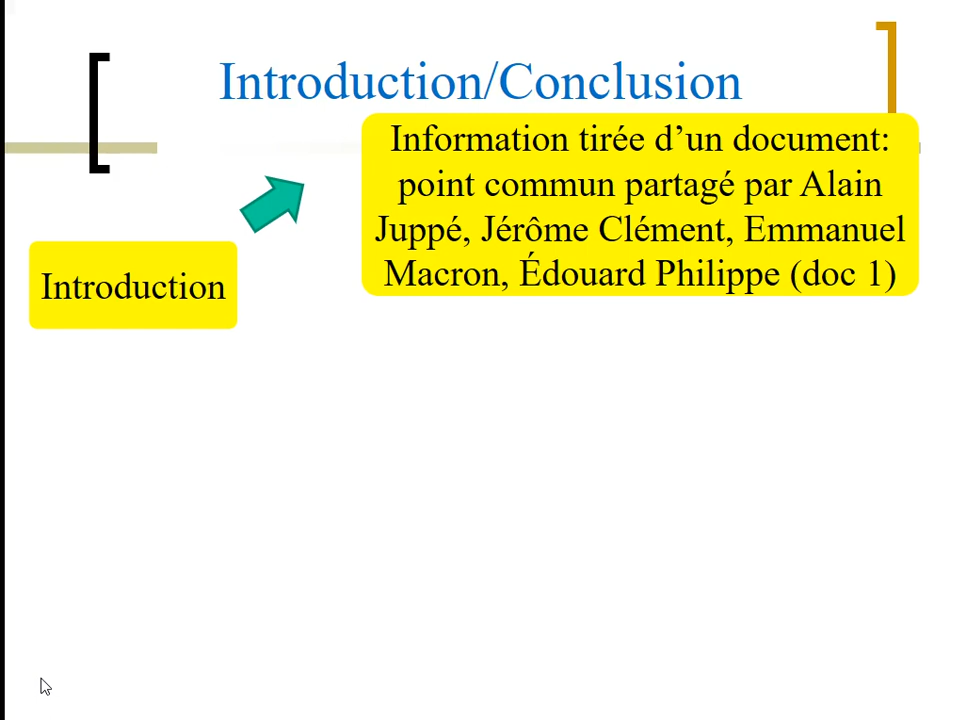 Introduction/Conclusion
Information tirée d’un document:
point commun partagé par Alain
Juppé, Jérôme Clément, Emmanuel
Macron, Édouard Philippe (doc 1)
Introduction